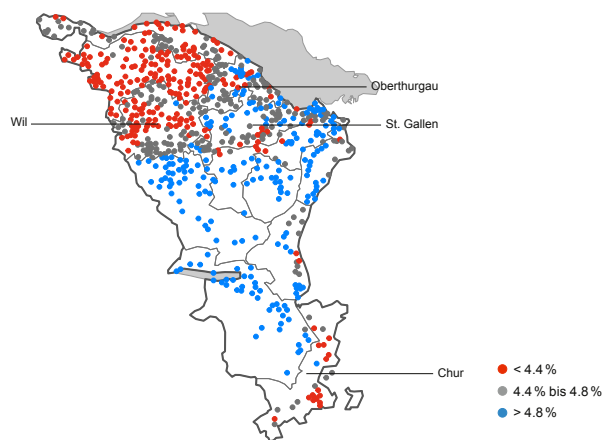 Oberthurgau
Wil
St. Gallen
Chur
< 4.4 %
4.4 % bis 4.8 %
> 4.8 %